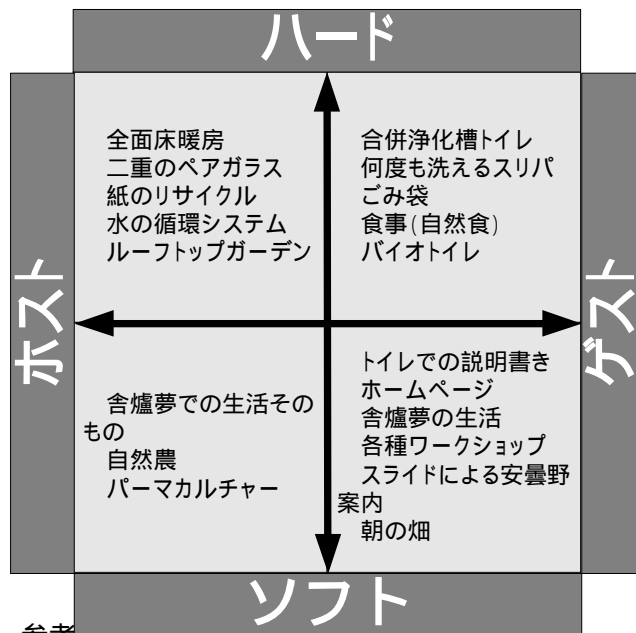 ハード
ホスト
全面床暖房
二重のペアガラス
紙のリサイクル
水の循環システム
ルーフトップガーデン
合併浄化槽トイレ
何度も洗えるスリパ
ごみ袋
食事(自然食)
バイオトイレ
ゲスト
舎爐夢での生活そのもの
自然農
パーマカルチャー
トイレでの説明書き
ホームページ
舎爐夢の生活
各種ワークショップ
スライドによる安曇野
案内
朝の畑
ソフト